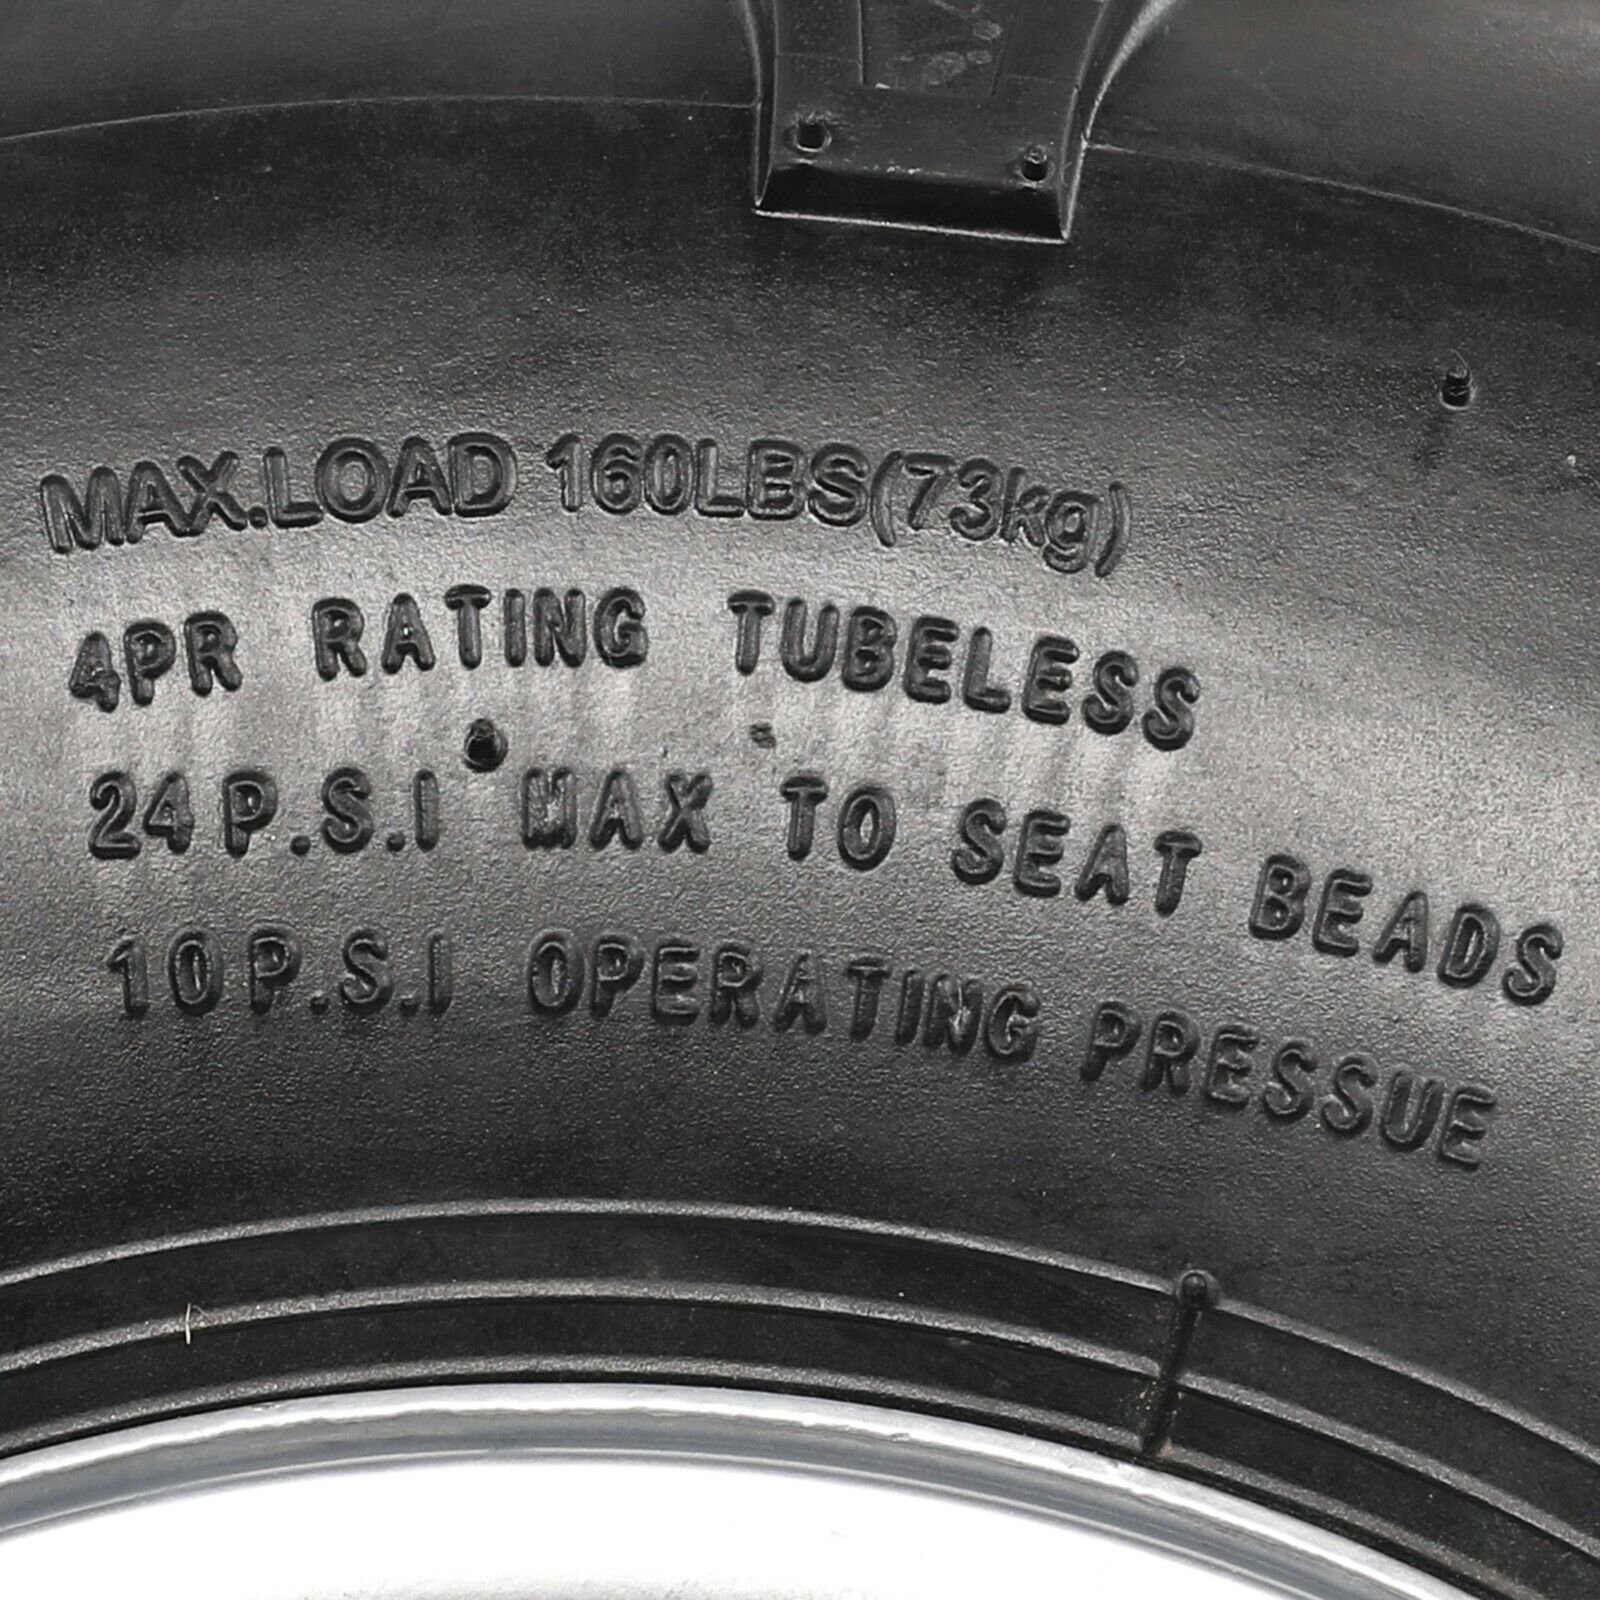 MAX.LOAD 160LBS(73kg)
4PR RATING TUBELESS
24P.S.I MAX TO SEAT BEADS
10P.S.I OPERATING PRESSUE